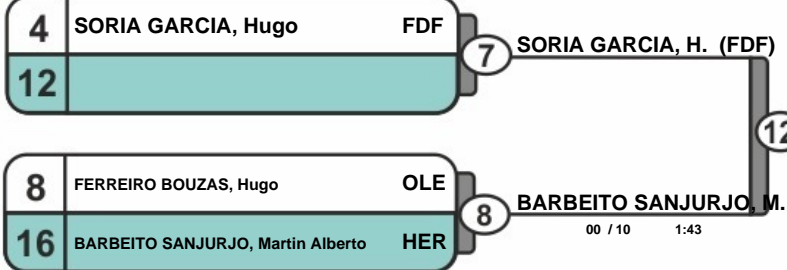 4 SORIA GARCIA, Hugo FDF
12
7
SORIA GARCIA, H. (FDF)
12
8 FERREIRO BOUZAS, Hugo OLE
16 BARBEITO SANJURJO, Martin Alberto HER
8
BARBEITO SANJURJO, M.
00 / 10 1:43